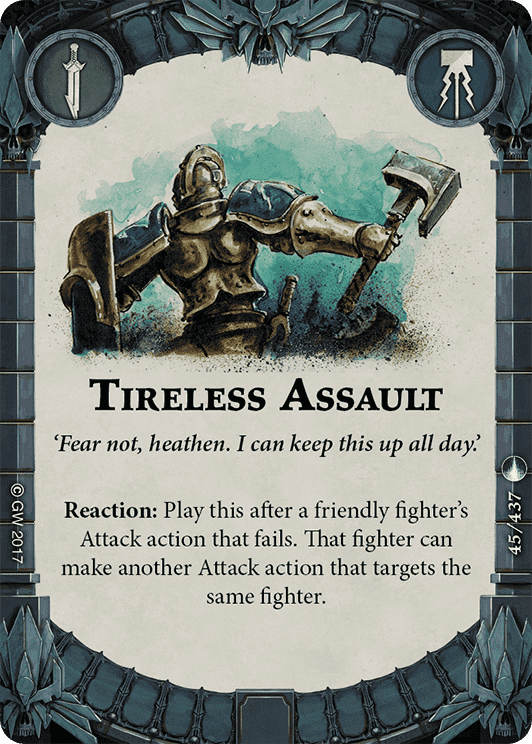 TIRELESS ASSAULT
‘Fear not, heathen. I can keep this up all day.’
Reaction: Play this after a friendly fighter’s
Attack action that fails. That fighter can
make another Attack action that targets the
same fighter.
© GW 2017
45/437